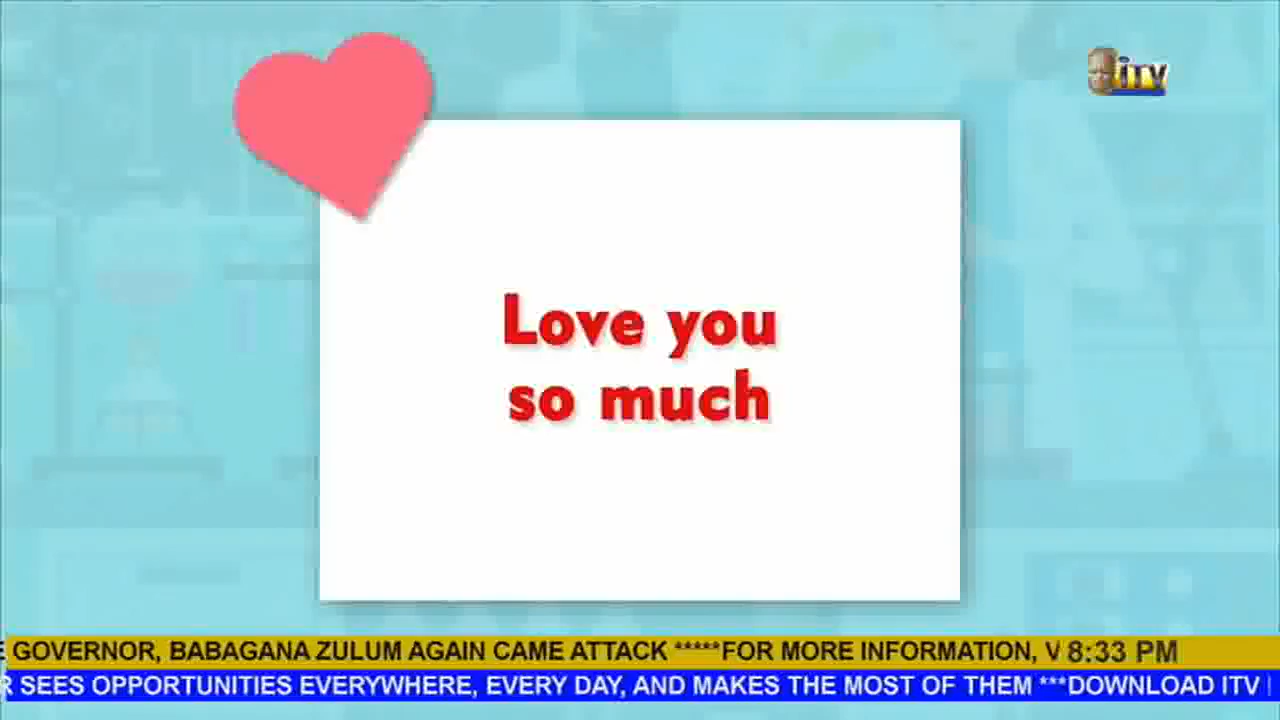 itv
Love you
so much
E GOVERNOR, BABAGANA ZULUM AGAIN CAME ATTACK *****FOR MORE INFORMATION, V 8:33 PM
R SEES OPPORTUNITIES EVERYWHERE, EVERY DAY, AND MAKES THE MOST OF THEM ***DOWNLOAD ITV